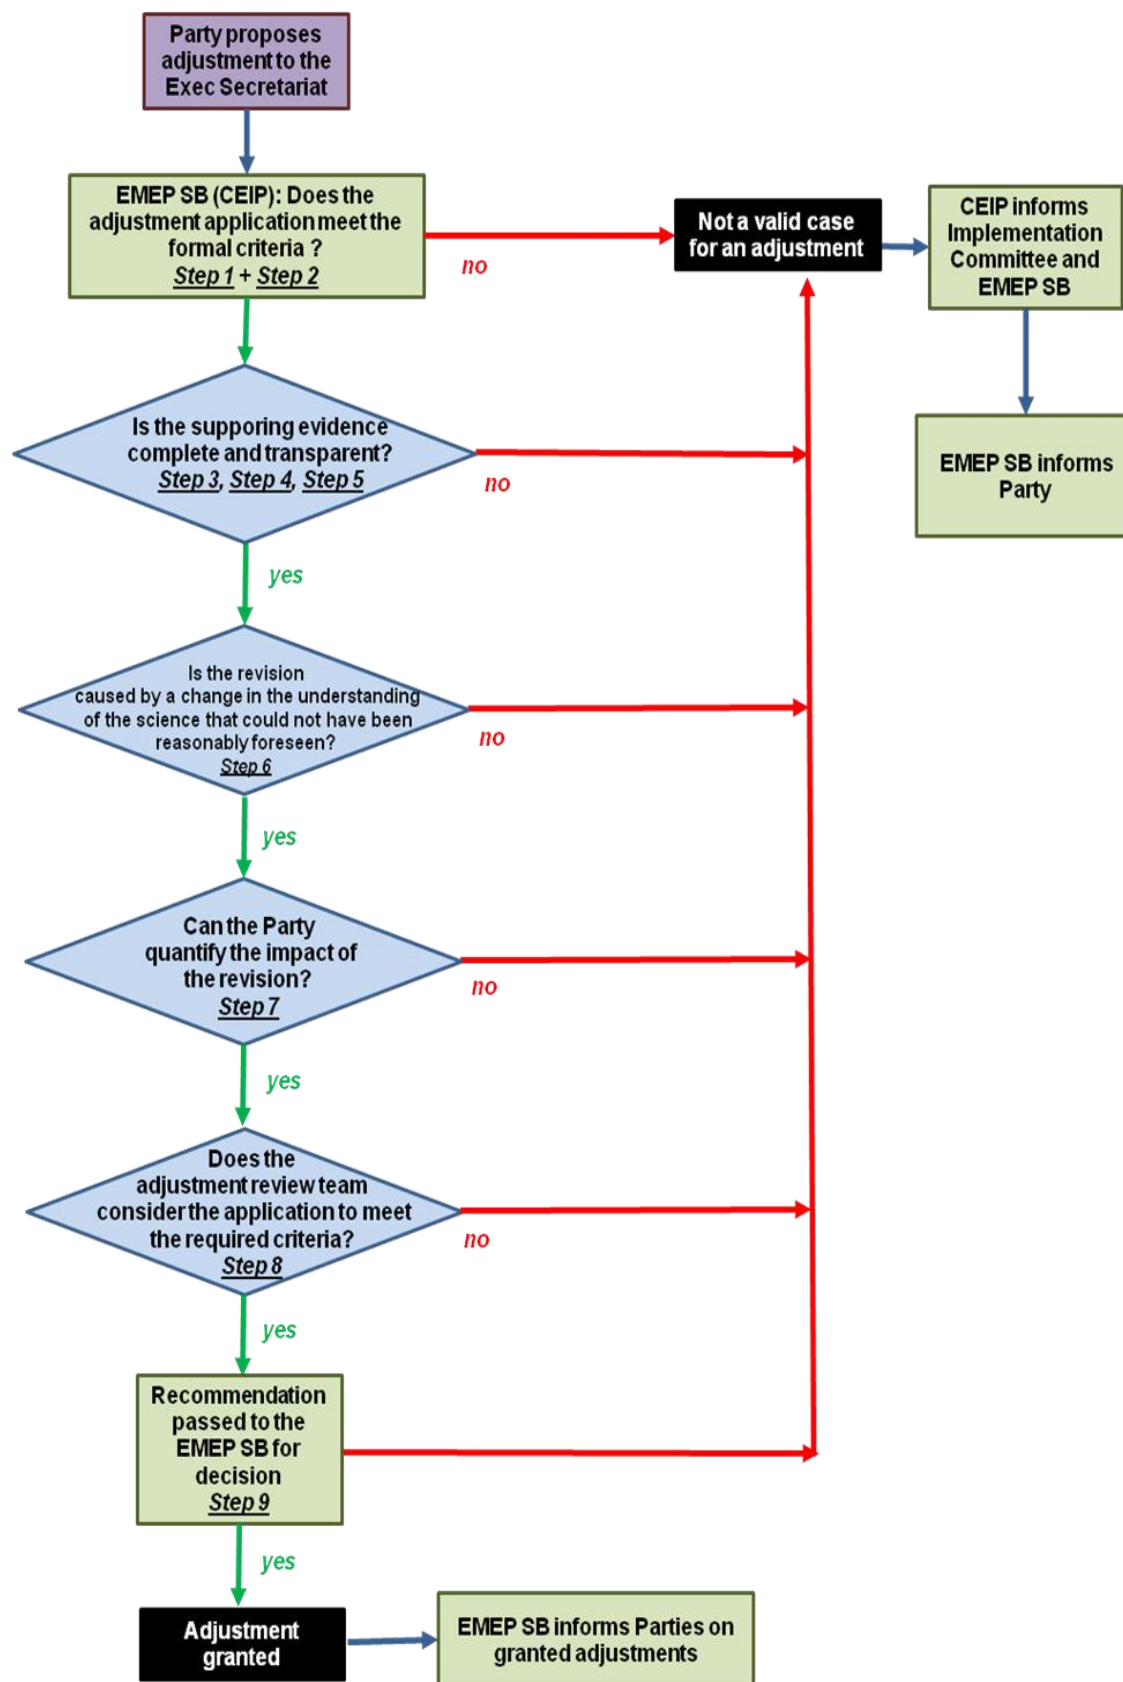 Party proposes
adjustment to the
Exec Secretariat
EMEP SB (CEIP): Does the
adjustment application meet the
formal criteria ?
Step 1 + Step 2
no
Not a valid case
for an adjustment
CEIP informs
Implementation
Committee and
EMEP SB
EMEP SB informs
Party
Is the supporing evidence
complete and transparent?
Step 3, Step 4, Step 5
no
yes
Is the revision
caused by a change in the understanding
of the science that could not have been
reasonably foreseen?
Step 6
no
yes
Can the Party
quantify the impact of
the revision?
Step 7
no
yes
Does the
adjustment review team
consider the application to meet
the required criteria?
Step 8
no
yes
Recommendation
passed to the
EMEP SB for
decision
Step 9
yes
Adjustment
granted
EMEP SB informs Parties on
granted adjustments